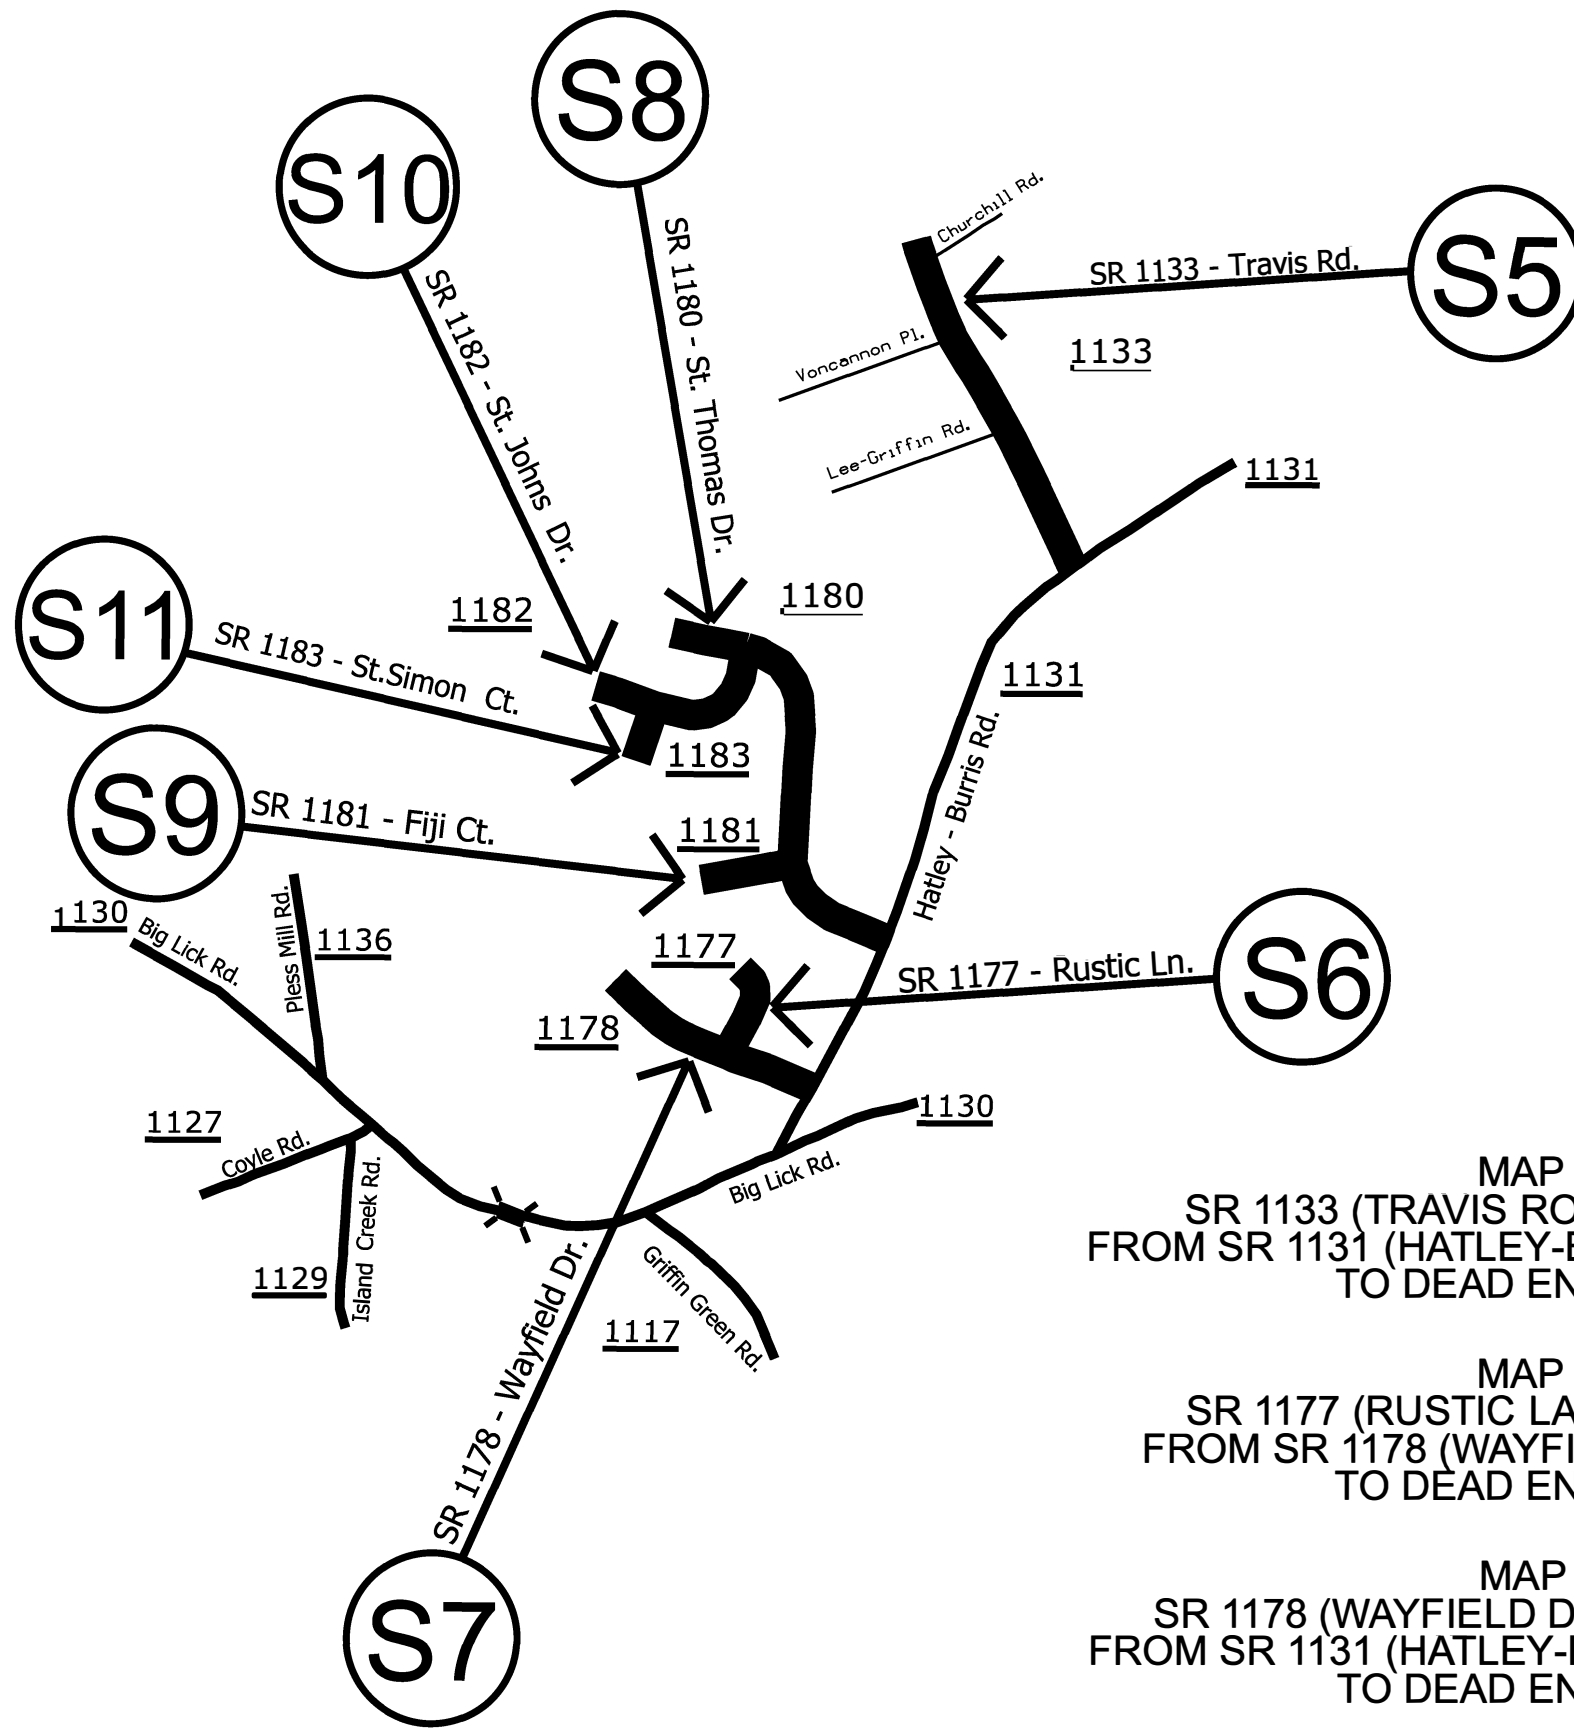 S8
S10
S5
Churchill Rd.
SR 1133 - Travis Rd.
1133
SR 1180 - St. Thomas Dr.
SR 1182 - St. Johns Dr.
Voncannon Pl.
Lee-Griffin Rd.
1131
S11
1182
1180
SR 1183 - St.Simon Ct.
1131
1183
S9
SR 1181 - Fiji Ct.
1181
Hatley - Burris Rd.
1130
Big Lick Rd.
Pless Mill Rd.
1136
1177
SR 1177 - Rustic Ln.
S6
1178
1127
Coyle Rd.
1130
Big Lick Rd.
Island Creek Rd.
1129
SR 1178 - Wayfield Dr.
Griffin Green Rd.
1117
S7
MAP
SR 1133 (TRAVIS RO
FROM SR 1131 (HATLEY-
TO DEAD EN
MAP
SR 1177 (RUSTIC LA
FROM SR 1178 (WAYFI
TO DEAD EN
MAP
SR 1178 (WAYFIELD D
FROM SR 1131 (HATLEY-
TO DEAD EN